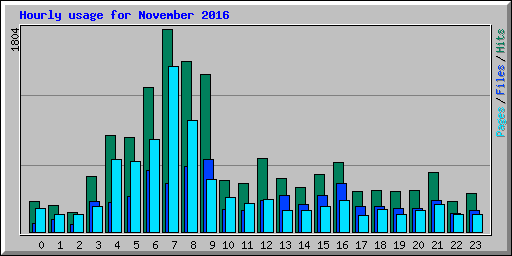 Hourly usage for November 2016
1804
Pages / Files / Hits
0 1 2 3 4 5 6 7 8 9 10 11 12 13 14 15 16 17 18 19 20 21 22 23